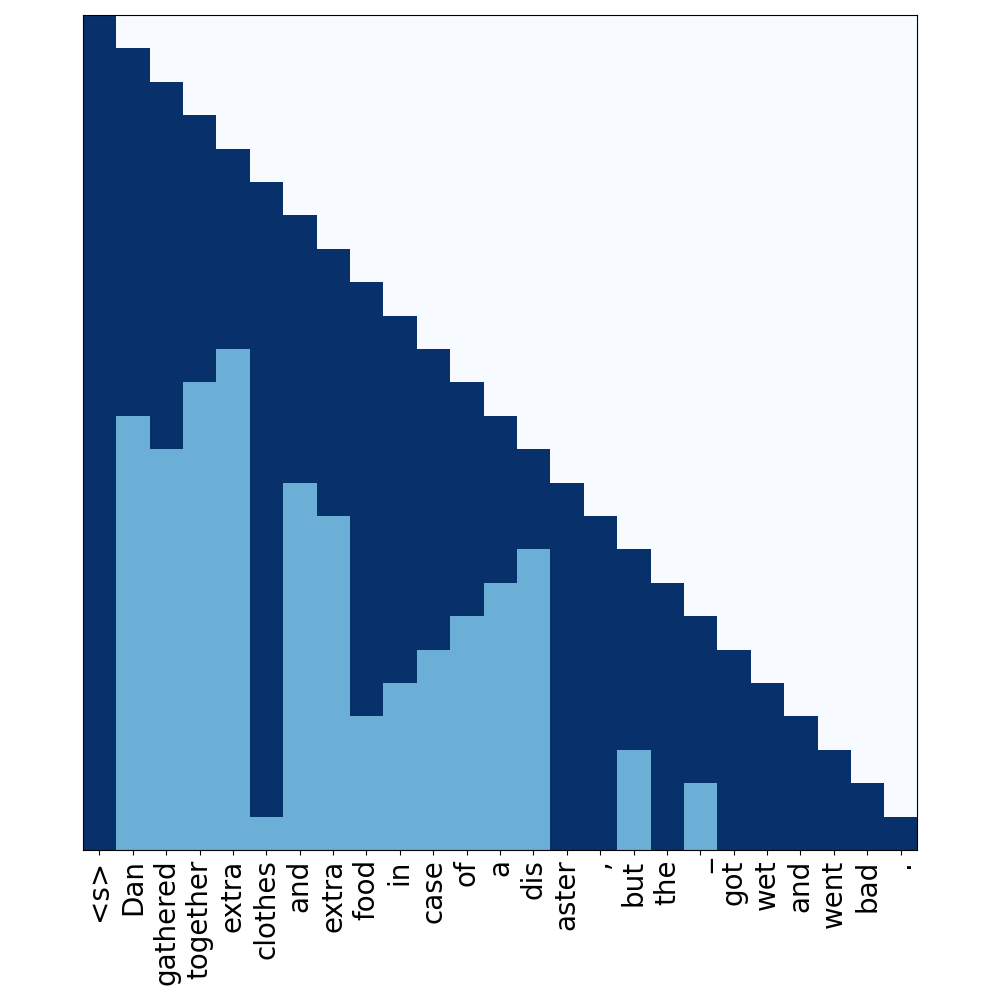 <s> Dan gathered together extra clothes and extra food in case of a dis aster , but the _ got wet and went bad .